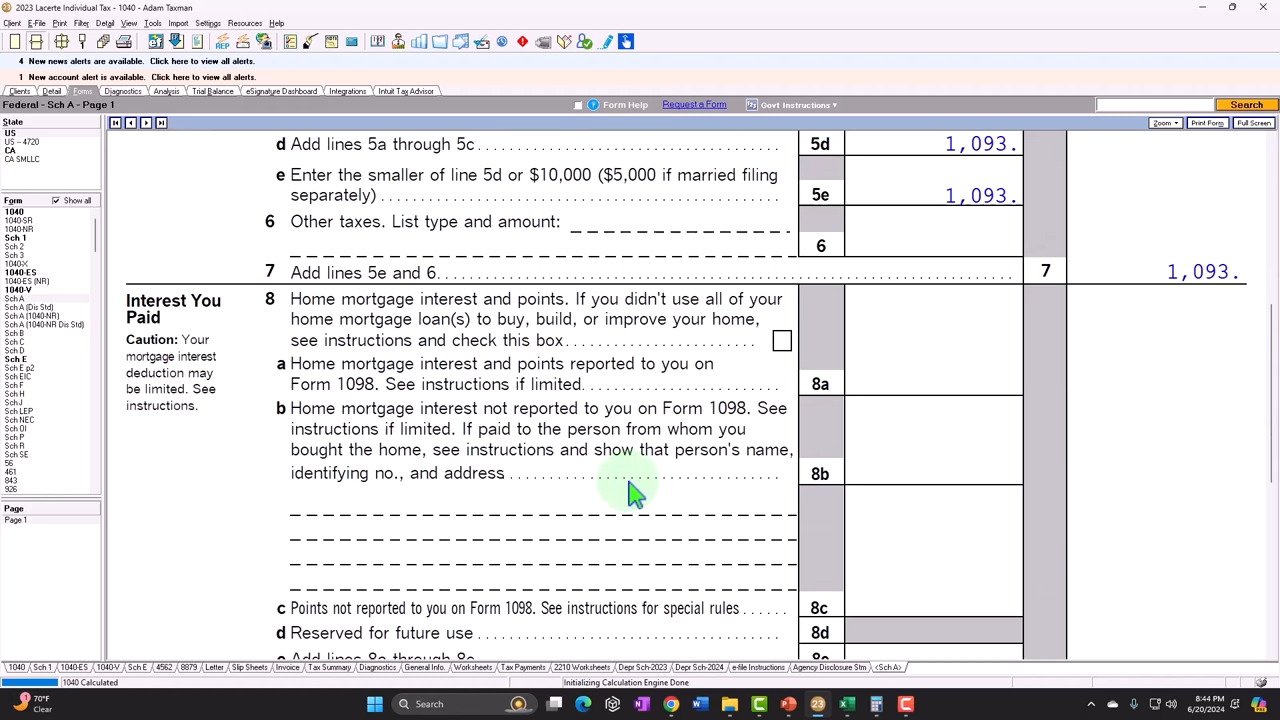 2023 Lacerte Individual Tax - 1040 - Adam Taxman
Client E-File Print Filter Detail View Tools Import Settings Resources Help
4 New news alerts are available. Click here to view all alerts.
1 New account alert is available. Click here to view all alerts.
Clients Detail Forms Diagnostics Analysis Trial Balance eSignature Dashboard Integrations Intuit Tax Advisor
Federal - Sch A - Page 1 Form Help Request a Form Govt Instructions Search
State Zoom Print Form Full Screen
US
US - 4720
CA
CA SMLLC
Form Show all
1040
1040-SR
1040-NR
Sch 1
Sch 2
Sch 3
1040-X
1040-ES
1040-ES (NR)
1040-V
Sch A
Sch A (Dis Std)
Sch A (1040-NR)
Sch A (1040-NR Dis Std)
Sch B
Sch C
Sch D
Sch E
Sch E p2
Sch EIC
Sch F
Sch H
Sch J
Sch LEP
Sch NEC
Sch OI
Sch P
Sch R
Sch SE
56
461
843
926
Page
Page 1
d Add lines 5a through 5c 5d 1,093.
e Enter the smaller of line 5d or $10,000 ($5,000 if married filing
separately) 5e 1,093.
6 Other taxes. List type and amount:
6
7 Add lines 5e and 6. 7 1,093.
Interest You
Paid
Caution: Your
mortgage interest
deduction may
be limited. See
instructions.
8 Home mortgage interest and points. If you didn't use all of your
home mortgage loan(s) to buy, build, or improve your home,
see instructions and check this box
a Home mortgage interest and points reported to you on
Form 1098. See instructions if limited. 8a
b Home mortgage interest not reported to you on Form 1098. See
instructions if limited. If paid to the person from whom you
bought the home, see instructions and show that person's name,
identifying no., and address 8b
c Points not reported to you on Form 1098. See instructions for special rules 8c
d Reserved for future use 8d
e Add lines 8a through 8c 8e
1040 Sch 1 1040-ES 1040-V Sch E 4562 8879 Letter Slip Sheets Invoice Tax Summary Diagnostics General Info. Worksheets Tax Payments 2210 Worksheets Depr Sch-2023 Depr Sch-2024 e-file Instructions Agency Disclosure Stm <Sch A>
1040 Calculated Initializing Calculation Engine Done
70°F
Clear
Search
23
8:44 PM
6/20/2024